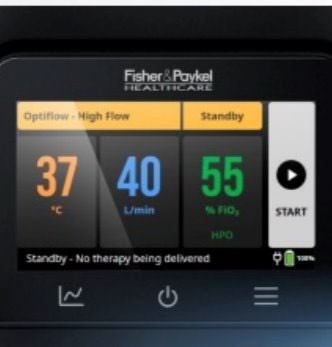 Fisher&Paykel
HEALTHCARE
Optiflow - High Flow
Standby
37
°C
40
L/min
55
% FiO₂
HPO
START
Standby - No therapy being delivered
100%